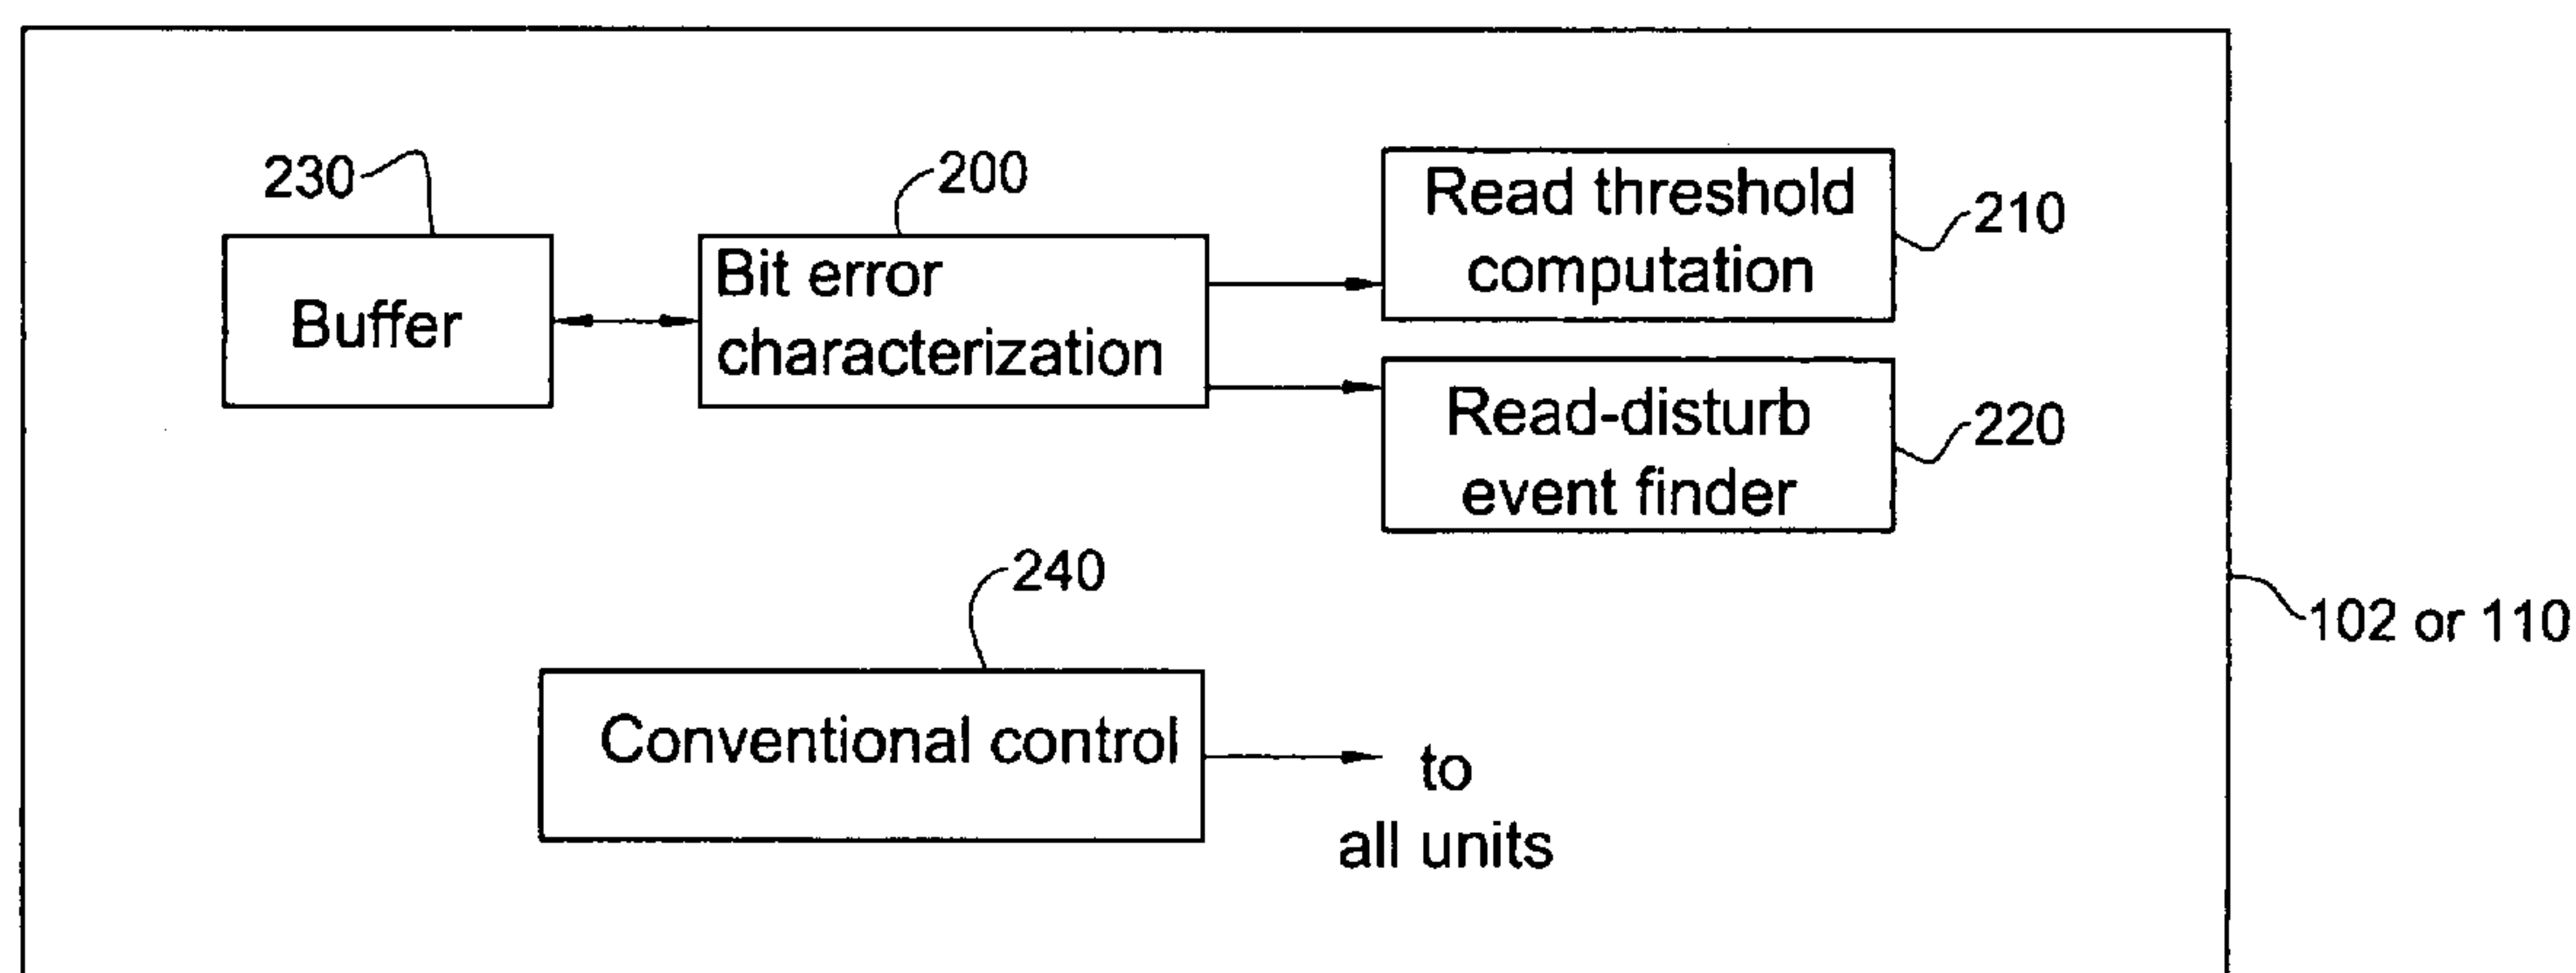 230
200
Read threshold
computation
210
Buffer
Bit error
characterization
Read-disturb
event finder
220
240
102 or 110
Conventional control
to
all units